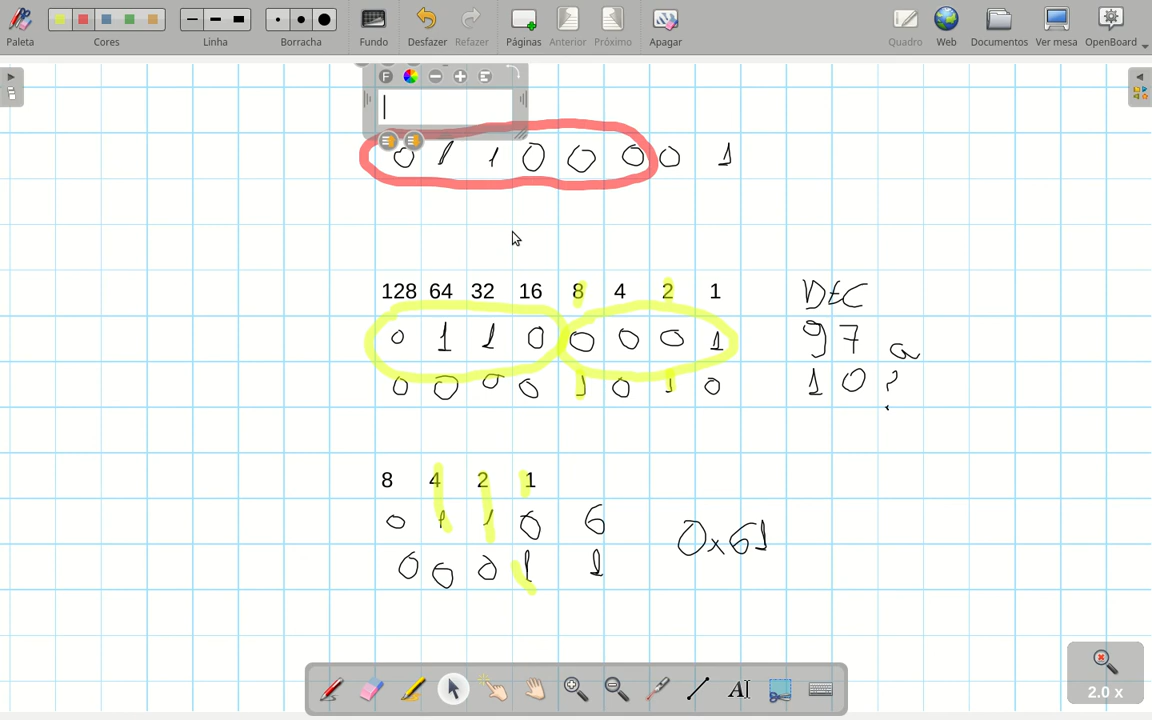 Paleta Cores Linha Borracha Fundo Desfazer Refazer Páginas Anterior Próximo Apagar Quadro Web Documentos Ver mesa OpenBoard
F
0 1 1 0 0 0 0 1
128 64 32 16 8 4 2 1 DEC
0 1 1 0 0 0 0 1 97 a
0 0 0 0 1 0 1 0 10 ?
8 4 2 1
0 1 1 0 6 0x61
0 0 0 1 1
AI
2.0 x